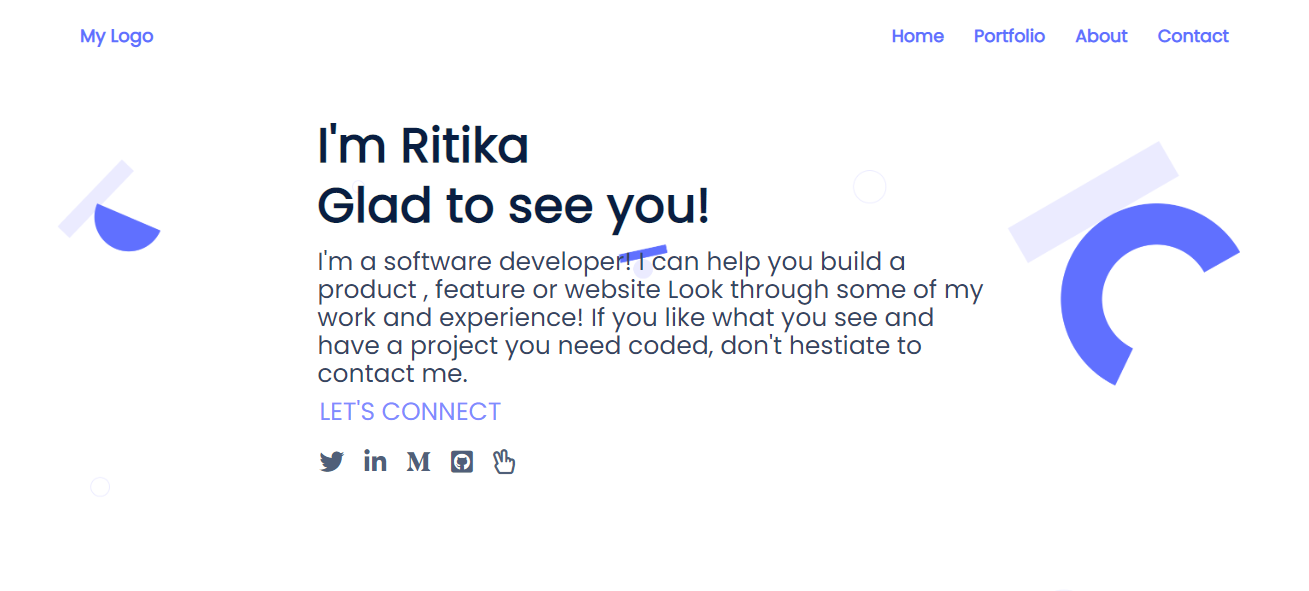 My Logo
Home Portfolio About Contact
I'm Ritika
Glad to see you!
I'm a software developer! I can help you build a
product , feature or website Look through some of my
work and experience! If you like what you see and
have a project you need coded, don't hestiate to
contact me.
LET'S CONNECT